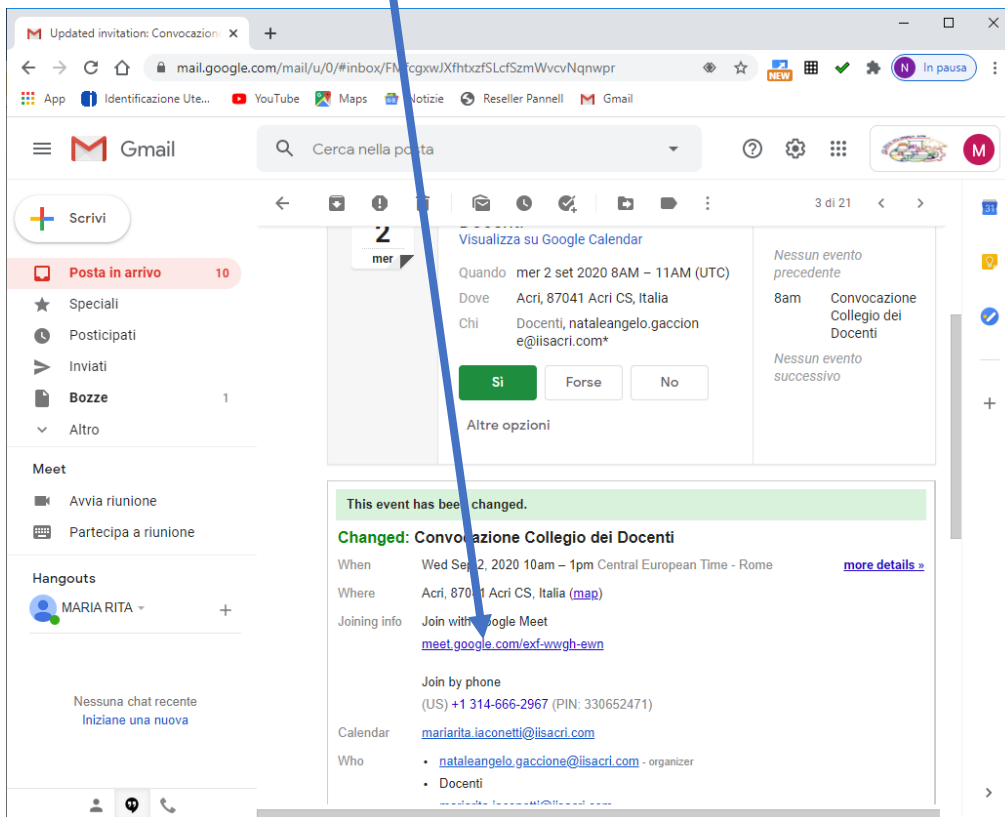 Updated invitation: Convocazion
mail.google.com/mail/u/0/#inbox/FMfcgxwJXfhtxzfSLcfSzmWvcvNqnwpr
NEW
N In pausa
App
Identificazione Ute...
YouTube
Maps
Notizie
Reseller Pannell
Gmail
Gmail
Cerca nella posta
M
Scrivi
3 di 21
31
Posta in arrivo 10
Speciali
Posticipati
Inviati
Bozze 1
Altro
Meet
Avvia riunione
Partecipa a riunione
Hangouts
MARIA RITA
Nessuna chat recente
Iniziane una nuova
2
mer
Docenti
Visualizza su Google Calendar
Quando mer 2 set 2020 8AM – 11AM (UTC)
Dove Acri, 87041 Acri CS, Italia
Chi Docenti, nataleangelo.gaccion
e@iisacri.com*
Sì Forse No
Altre opzioni
Nessun evento
precedente
8am Convocazione
Collegio dei
Docenti
Nessun evento
successivo
This event has been changed.
Changed: Convocazione Collegio dei Docenti
When Wed Sep 2, 2020 10am – 1pm Central European Time - Rome
more details »
Where Acri, 87041 Acri CS, Italia (map)
Joining info Join with Google Meet
meet.google.com/exf-wwgh-ewn
Join by phone
(US) +1 314-666-2967 (PIN: 330652471)
Calendar mariarita.iaconetti@iisacri.com
Who • nataleangelo.gaccione@iisacri.com - organizer
• Docenti
mariarita.iaconetti@iisacri.com